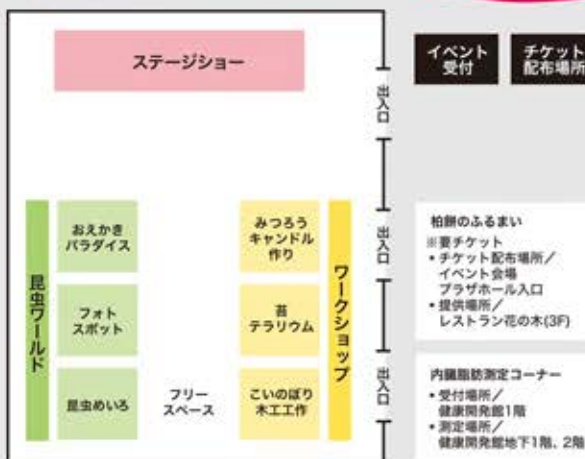 ステージショー
イベント
受付
チケット
配布場所
出入口
出入口
出入口
昆虫ワールド
おえかき
パラダイス
フォト
スポット
昆虫めいろ
フリー
スペース
みつろう
キャンドル
作り
苔
テラリウム
こいのぼり
木工工作
ワークショップ
柏餅のふるまい
※要チケット
•チケット配布場所／
イベント会場
プラザホール入口
•提供場所／
レストラン花の木(3F)
内臓脂肪測定コーナー
•受付場所／
健康開発館1階
•測定場所／
健康開発館地下1階、2階